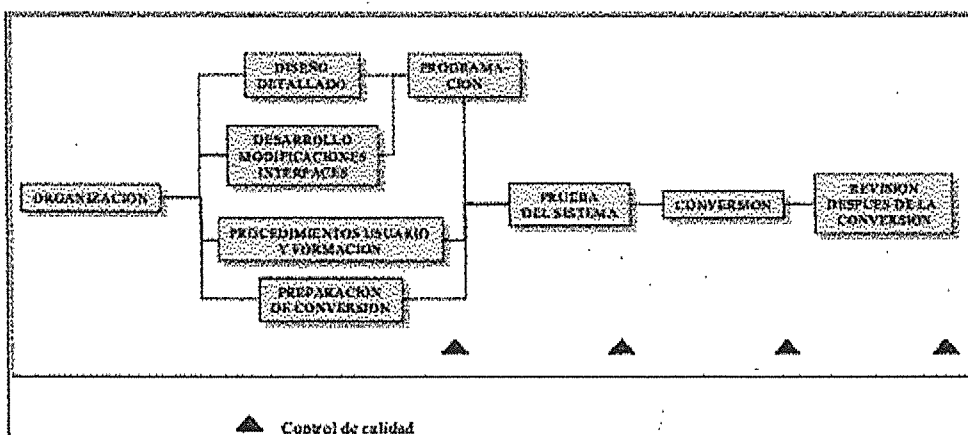 DISEÑO
DETALLADO
PROGRAMA-
CION
DESARROLLO
MODIFICACIONES
INTERFACES
ORGANIZACIÓN
PROCEDIMIENTOS USUARIO
Y FORMACION
PREPARACION
DE CONVERSION
PRUEBA
DEL SISTEMA
CONVERSION
REVISION
DESPUES DE LA
CONVERSION
Control de calidad